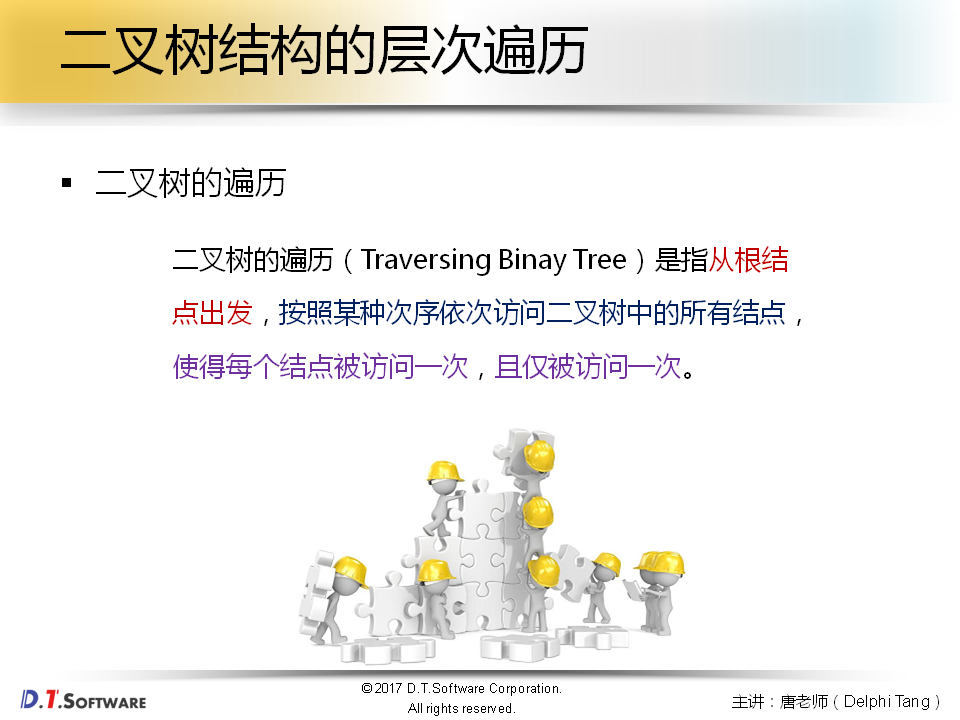 二叉树结构的层次遍历
▪ 二叉树的遍历
二叉树的遍历（Traversing Binay Tree）是指从根结
点出发，按照某种次序依次访问二叉树中的所有结点，
使得每个结点被访问一次，且仅被访问一次。
D.T.SOFTWARE
©2017 D.T.Software Corporation.
All rights reserved.
主讲：唐老师（Delphi Tang）